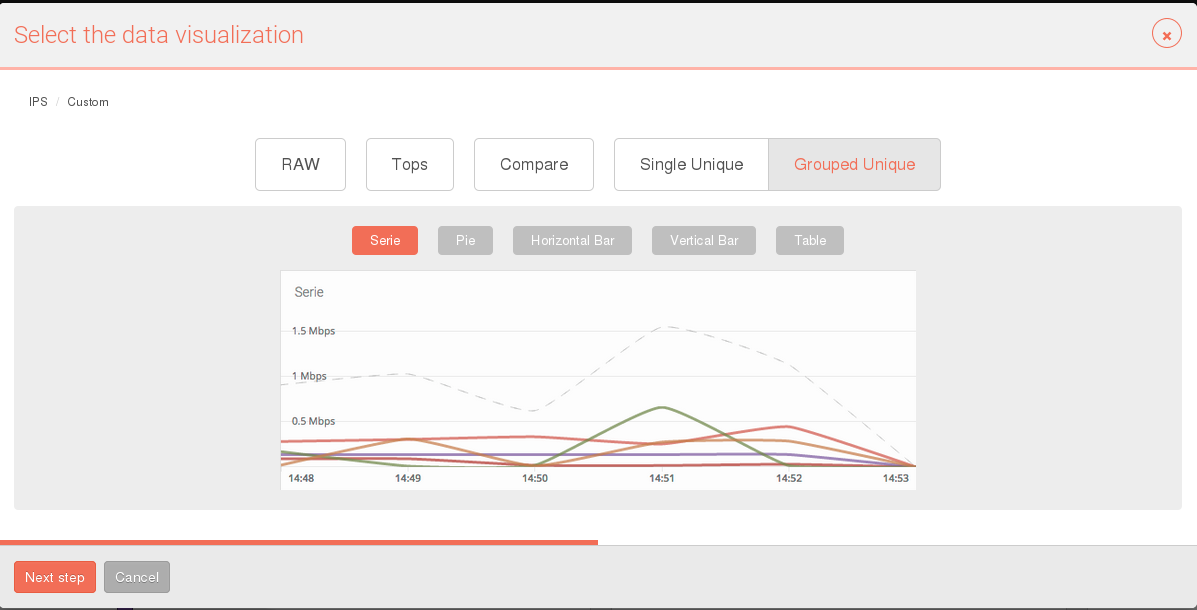 Select the data visualization
IPS / Custom
RAW Tops Compare Single Unique Grouped Unique
Serie Pie Horizontal Bar Vertical Bar Table
Serie
1.5 Mbps
1 Mbps
0.5 Mbps
14:48 14:49 14:50 14:51 14:52 14:53
Next step Cancel